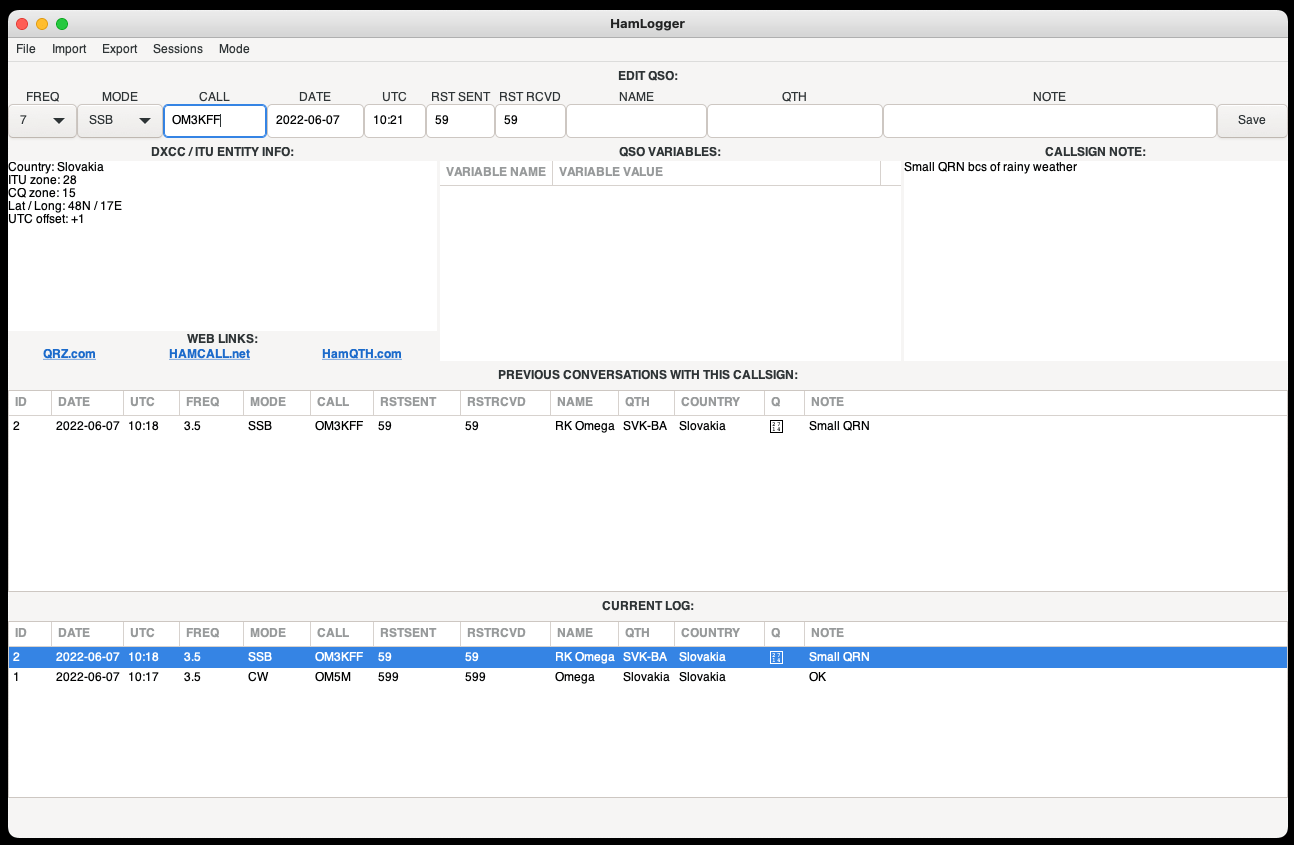 HamLogger
File Import Export Sessions Mode
EDIT QSO:
FREQ MODE CALL DATE UTC RST SENT RST RCVD NAME QTH NOTE
7 SSB OM3KFF 2022-06-07 10:21 59 59 Save
DXCC / ITU ENTITY INFO: QSO VARIABLES: CALLSIGN NOTE:
Country: Slovakia
ITU zone: 28
CQ zone: 15
Lat / Long: 48N / 17E
UTC offset: +1
VARIABLE NAME VARIABLE VALUE
Small QRN bcs of rainy weather
WEB LINKS:
QRZ.com HAMCALL.net HamQTH.com
PREVIOUS CONVERSATIONS WITH THIS CALLSIGN:
ID DATE UTC FREQ MODE CALL RSTSENT RSTRCVD NAME QTH COUNTRY Q NOTE
2 2022-06-07 10:18 3.5 SSB OM3KFF 59 59 RK Omega SVK-BA Slovakia Small QRN
CURRENT LOG:
ID DATE UTC FREQ MODE CALL RSTSENT RSTRCVD NAME QTH COUNTRY Q NOTE
2 2022-06-07 10:18 3.5 SSB OM3KFF 59 59 RK Omega SVK-BA Slovakia Small QRN
1 2022-06-07 10:17 3.5 CW OM5M 599 599 Omega Slovakia Slovakia OK